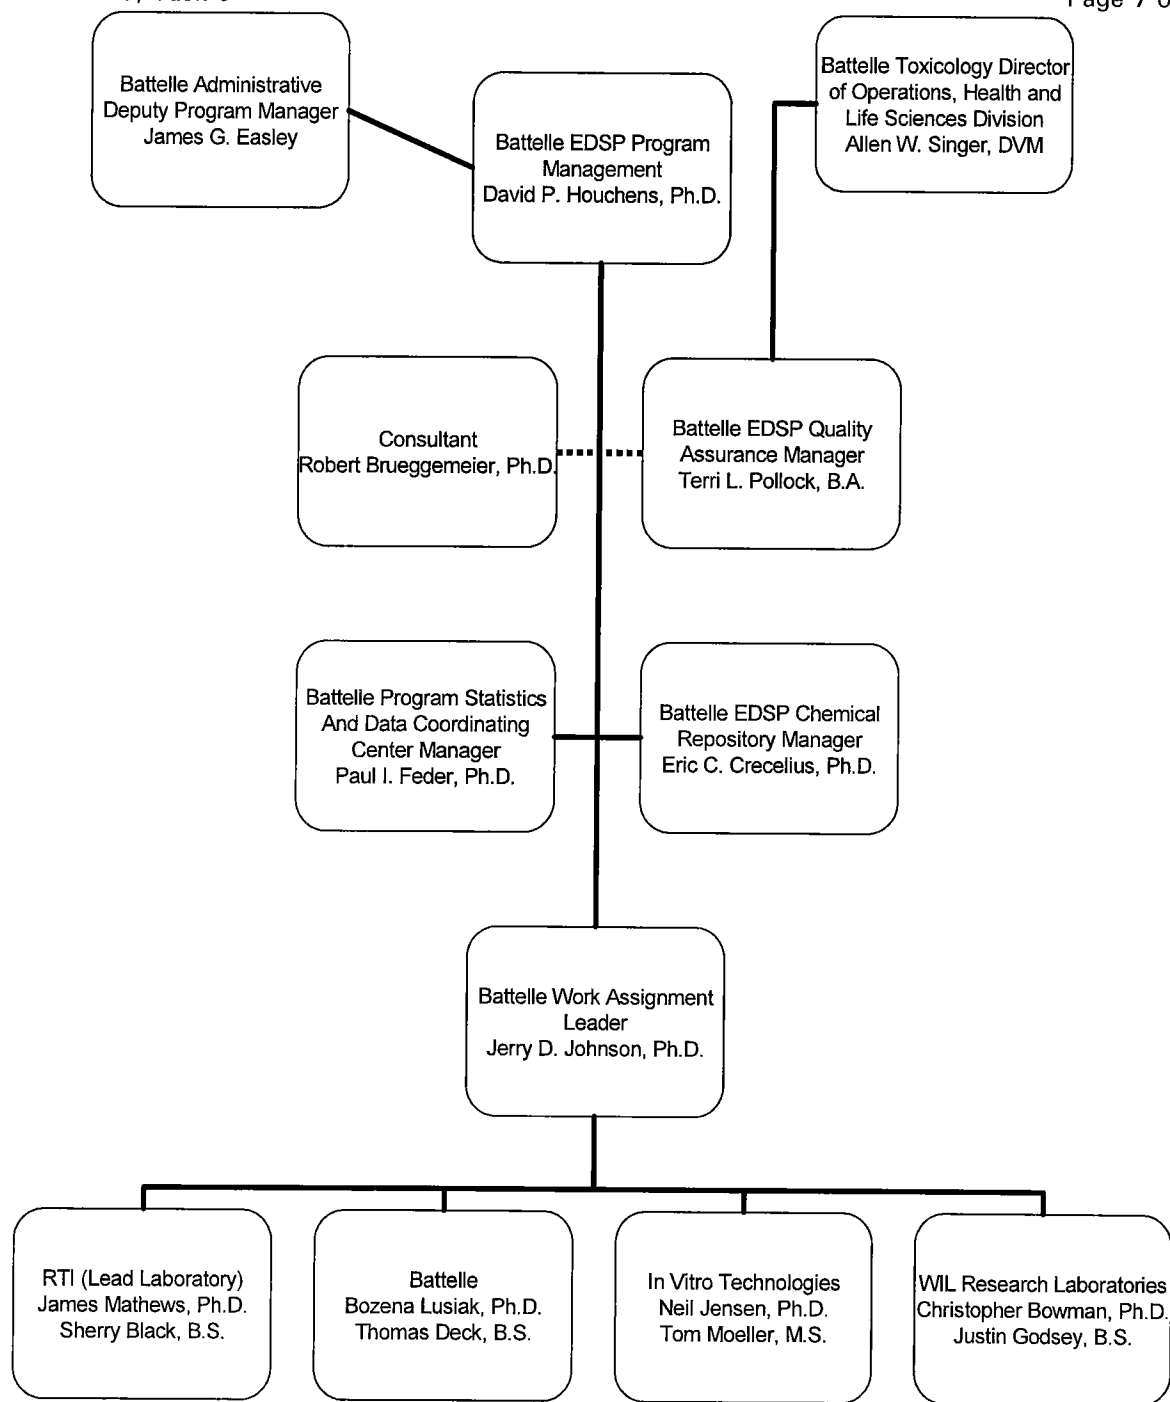 Page 7
Battelle Administrative
Deputy Program Manager
James G. Easley
Battelle EDSP Program
Management
David P. Houchens, Ph.D.
Battelle Toxicology Director
of Operations, Health and
Life Sciences Division
Allen W. Singer, DVM
Consultant
Robert Brueggemeier, Ph.D.
Battelle EDSP Quality
Assurance Manager
Terri L. Pollock, B.A.
Battelle Program Statistics
And Data Coordinating
Center Manager
Paul I. Feder, Ph.D.
Battelle EDSP Chemical
Repository Manager
Eric C. Crecelius, Ph.D.
Battelle Work Assignment
Leader
Jerry D. Johnson, Ph.D.
RTI (Lead Laboratory)
James Mathews, Ph.D.
Sherry Black, B.S.
Battelle
Bozena Lusiak, Ph.D.
Thomas Deck, B.S.
In Vitro Technologies
Neil Jensen, Ph.D.
Tom Moeller, M.S.
WIL Research Laboratories
Christopher Bowman, Ph.D.
Justin Godsey, B.S.